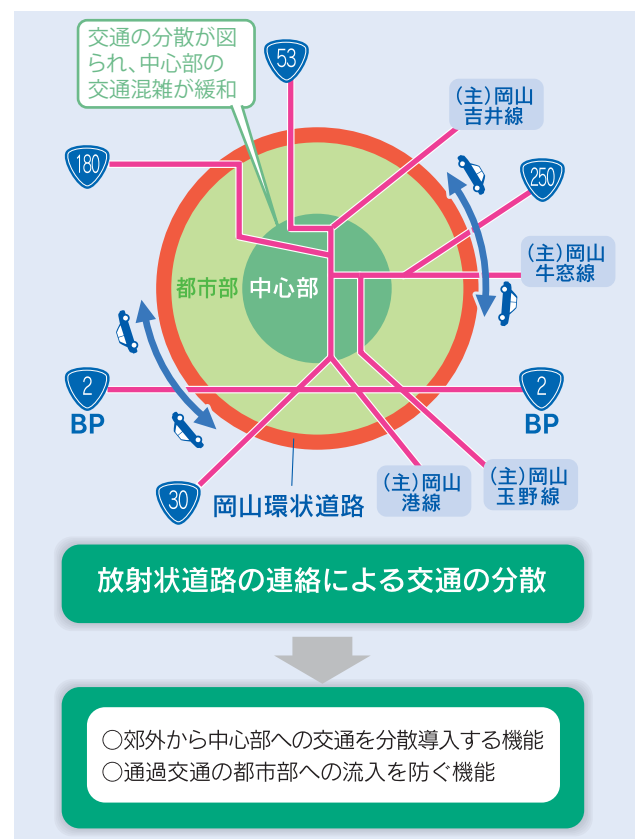 交通の分散が図
られ、中心部の
交通混雑が緩和
53
(主)岡山
吉井線
180
250
(主)岡山
牛窓線
都市部
中心部
2
BP
2
BP
30
岡山環状道路
(主)岡山
港線
(主)岡山
玉野線
放射状道路の連絡による交通の分散
○郊外から中心部への交通を分散導入する機能
○通過交通の都市部への流入を防ぐ機能